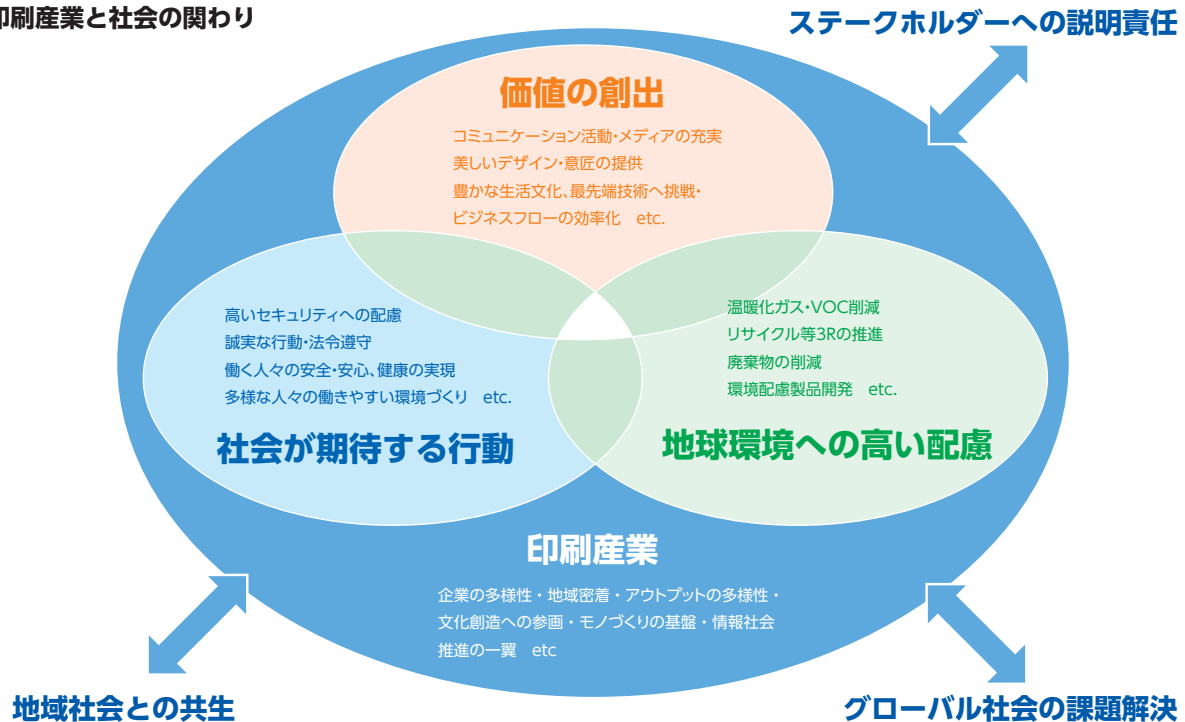 印刷産業と社会の関わり
ステークホルダーへの説明責任
価値の創出
コミュニケーション活動・メディアの充実
美しいデザイン・意匠の提供
豊かな生活文化、最先端技術へ挑戦・
ビジネスフローの効率化　etc.
高いセキュリティへの配慮
誠実な行動・法令遵守
働く人々の安全・安心、健康の実現
多様な人々の働きやすい環境づくり　etc.
社会が期待する行動
温暖化ガス・VOC削減
リサイクル等3Rの推進
廃棄物の削減
環境配慮製品開発　etc.
地球環境への高い配慮
印刷産業
企業の多様性・地域密着・アウトプットの多様性・
文化創造への参画・モノづくりの基盤・情報社会
推進の一翼　etc
地域社会との共生
グローバル社会の課題解決